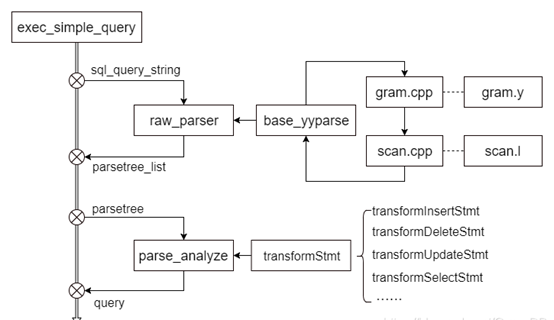 exec_simple_query
sql_query_string
gram.cpp
gram.y
raw_parser
base_yyparse
scan.cpp
scan.l
parsetree_list
parsetree
transformInsertStmt
transformDeleteStmt
parse_analyze
transformStmt
transformUpdateStmt
transformSelectStmt
query
......